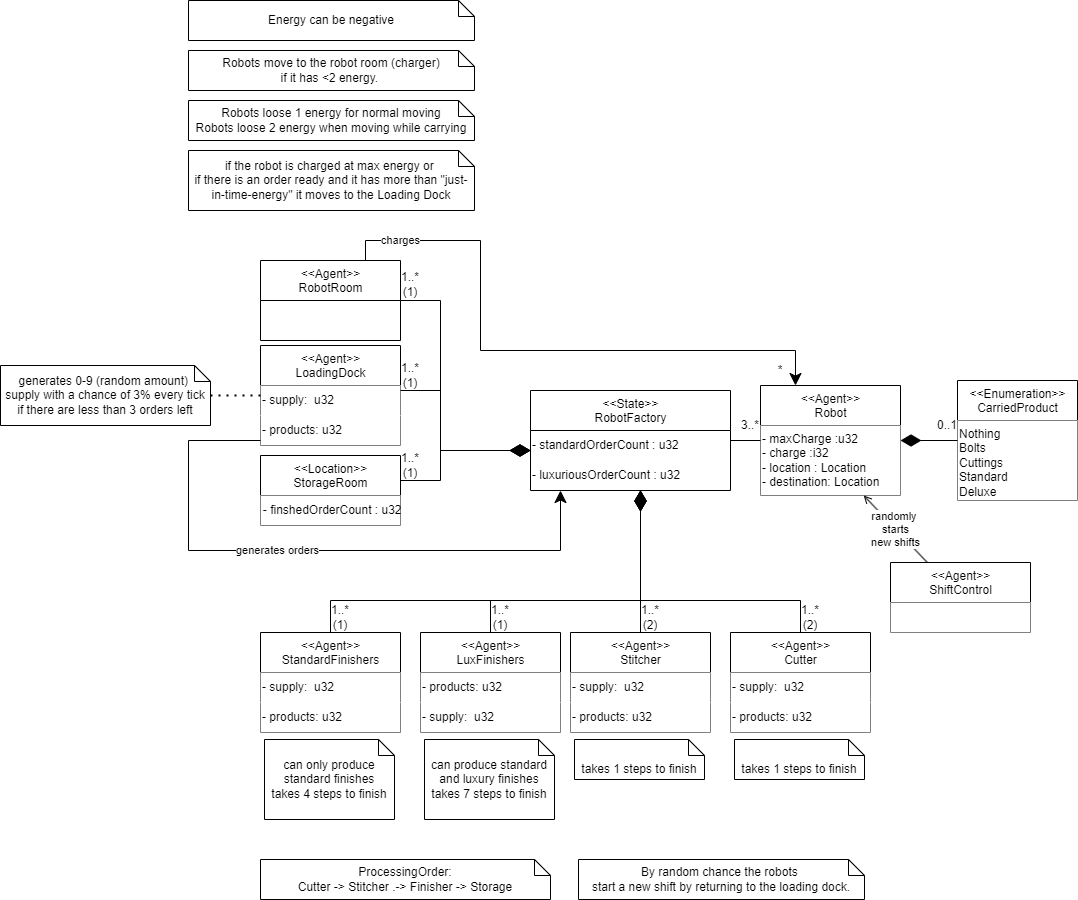 Energy can be negative
Robots move to the robot room (charger)
if it has <2 energy.
Robots loose 1 energy for normal moving
Robots loose 2 energy when moving while carrying
if the robot is charged at max energy or
if there is an order ready and it has more than "just-
in-time-energy" it moves to the Loading Dock
charges
<<Agent>>
RobotRoom
1..*
(1)
<<Agent>>
LoadingDock
- supply:  u32
- products: u32
1..*
(1)
generates 0-9 (random amount)
supply with a chance of 3% every tick
if there are less than 3 orders left
<<Location>>
StorageRoom
- finshedOrderCount : u32
1..*
(1)
generates orders
<<State>>
RobotFactory
- standardOrderCount : u32
- luxuriousOrderCount : u32
3..*
*
<<Agent>>
Robot
- maxCharge :u32
- charge :i32
- location : Location
- destination: Location
0..1
<<Enumeration>>
CarriedProduct
Nothing
Bolts
Cuttings
Standard
Deluxe
randomly
starts
new shifts
<<Agent>>
ShiftControl
1..*
(1)
<<Agent>>
StandardFinishers
- supply:  u32
- products: u32
1..*
(1)
<<Agent>>
LuxFinishers
- products: u32
- supply:  u32
1..*
(2)
<<Agent>>
Stitcher
- supply:  u32
- products: u32
1..*
(2)
<<Agent>>
Cutter
- supply:  u32
- products: u32
can only produce
standard finishes
takes 4 steps to finish
can produce standard
and luxury finishes
takes 7 steps to finish
takes 1 steps to finish
takes 1 steps to finish
ProcessingOrder:
Cutter -> Stitcher .-> Finisher -> Storage
By random chance the robots
start a new shift by returning to the loading dock.